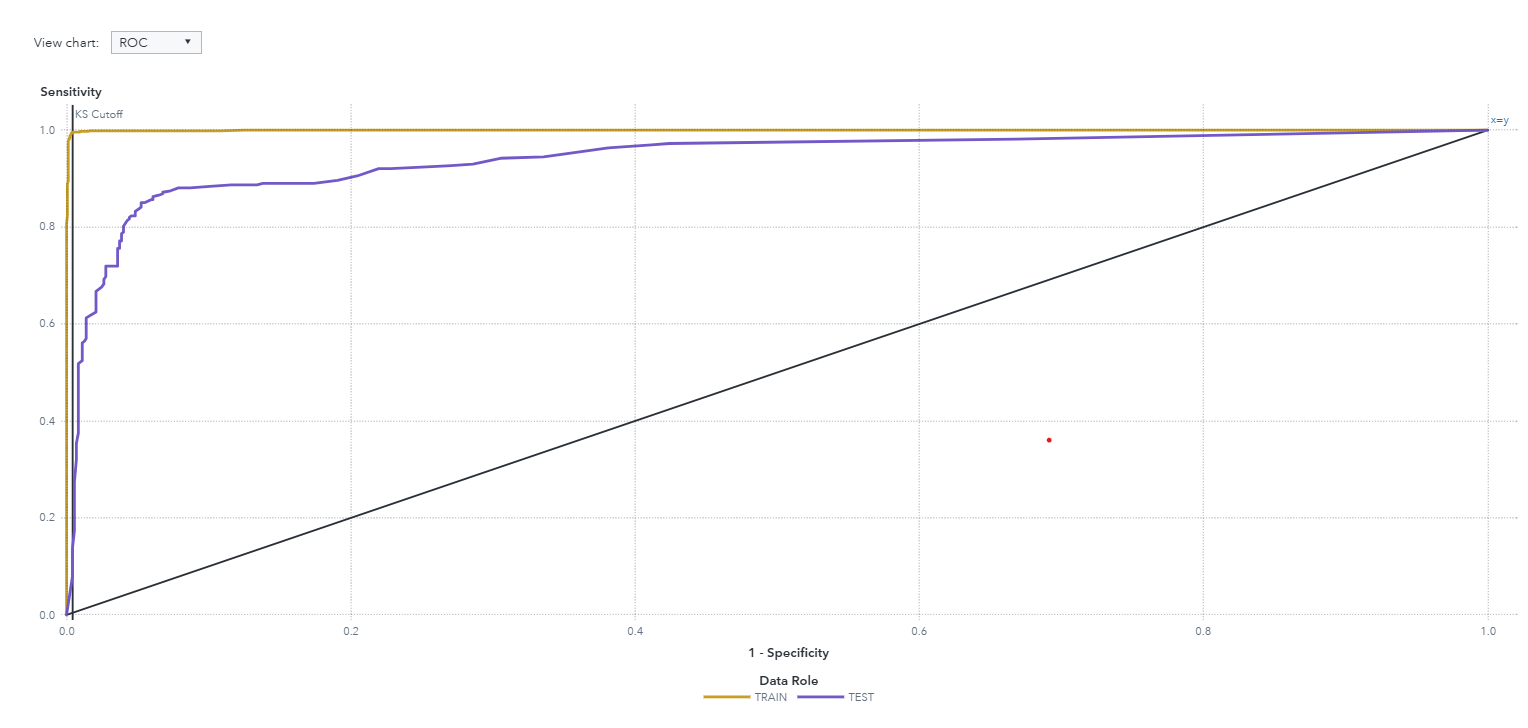 View chart: ROC
Sensitivity
KS Cutoff
1.0
x=y
0.8
0.6
0.4
0.2
0.0
0.0 0.2 0.4 0.6 0.8 1.0
1 - Specificity
Data Role
TRAIN TEST